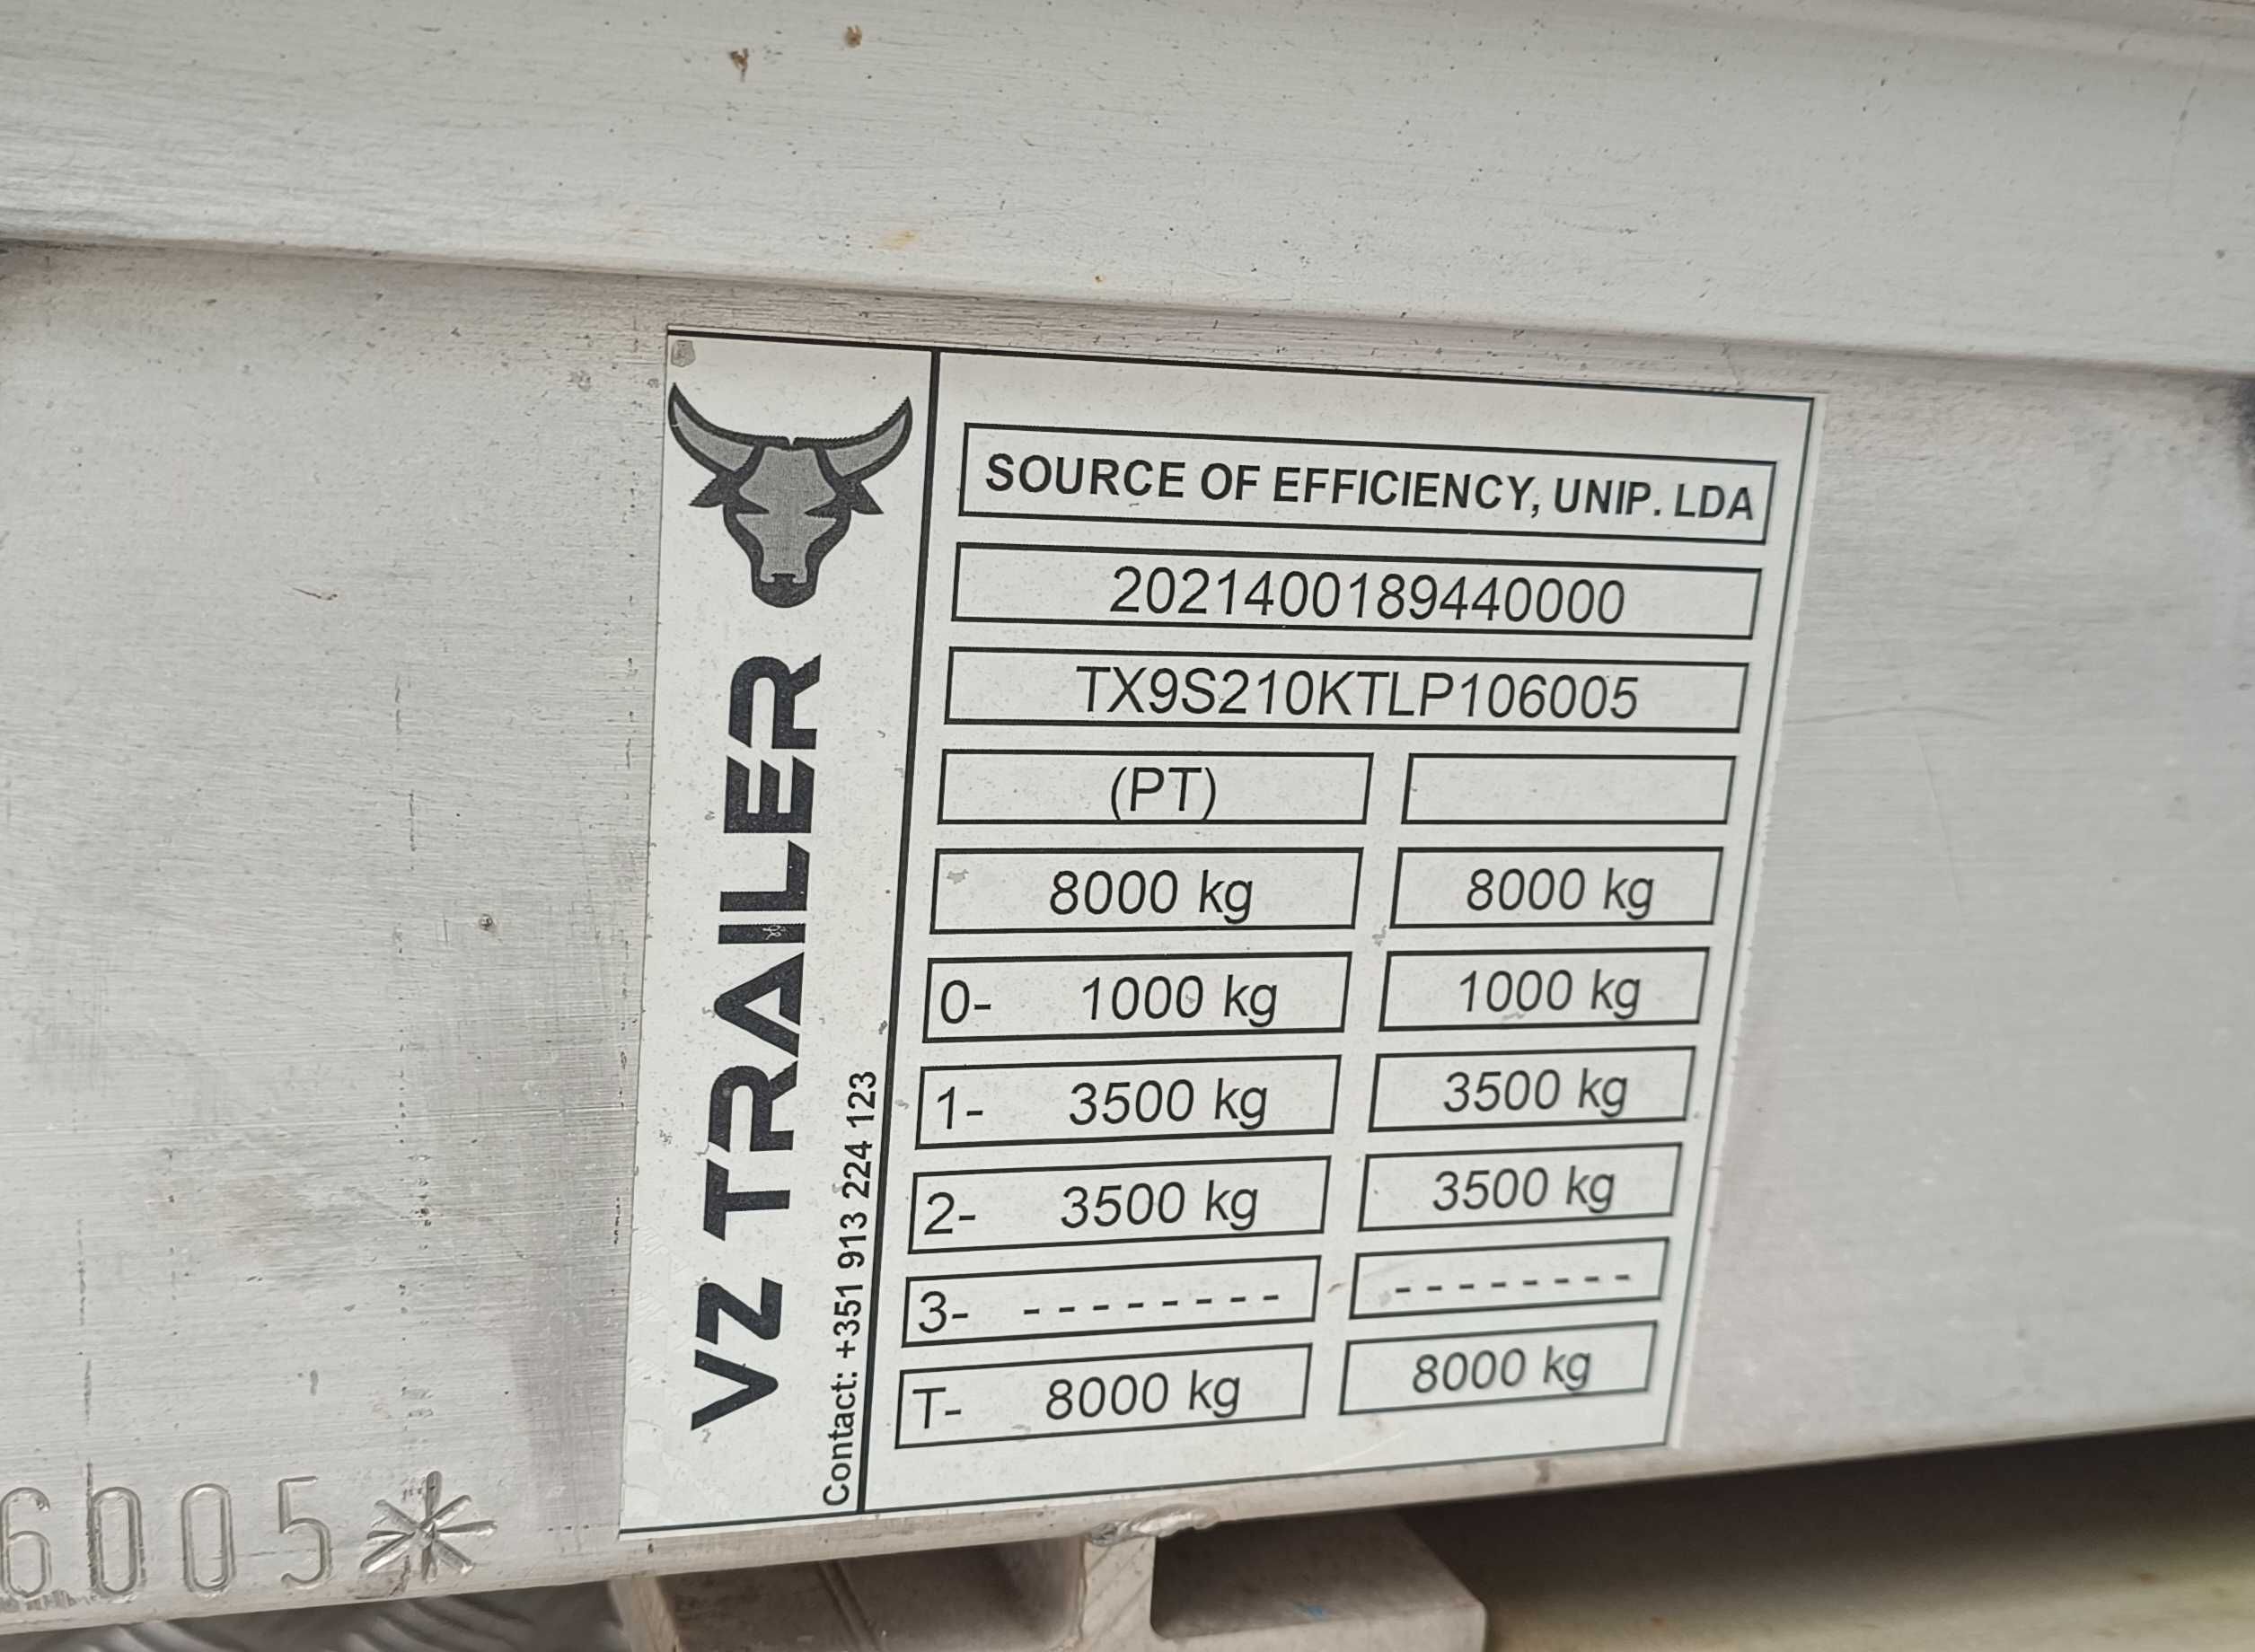 VZ TRAILER
Contact: +351 913 224 123
SOURCE OF EFFICIENCY, UNIP. LDA
2021400189440000
TX9S210KTLP106005
(PT)
8000 kg 8000 kg
0- 1000 kg 1000 kg
1- 3500 kg 3500 kg
2- 3500 kg 3500 kg
3- - - - - - - - - - - - - - - - -
T- 8000 kg 8000 kg
6005*